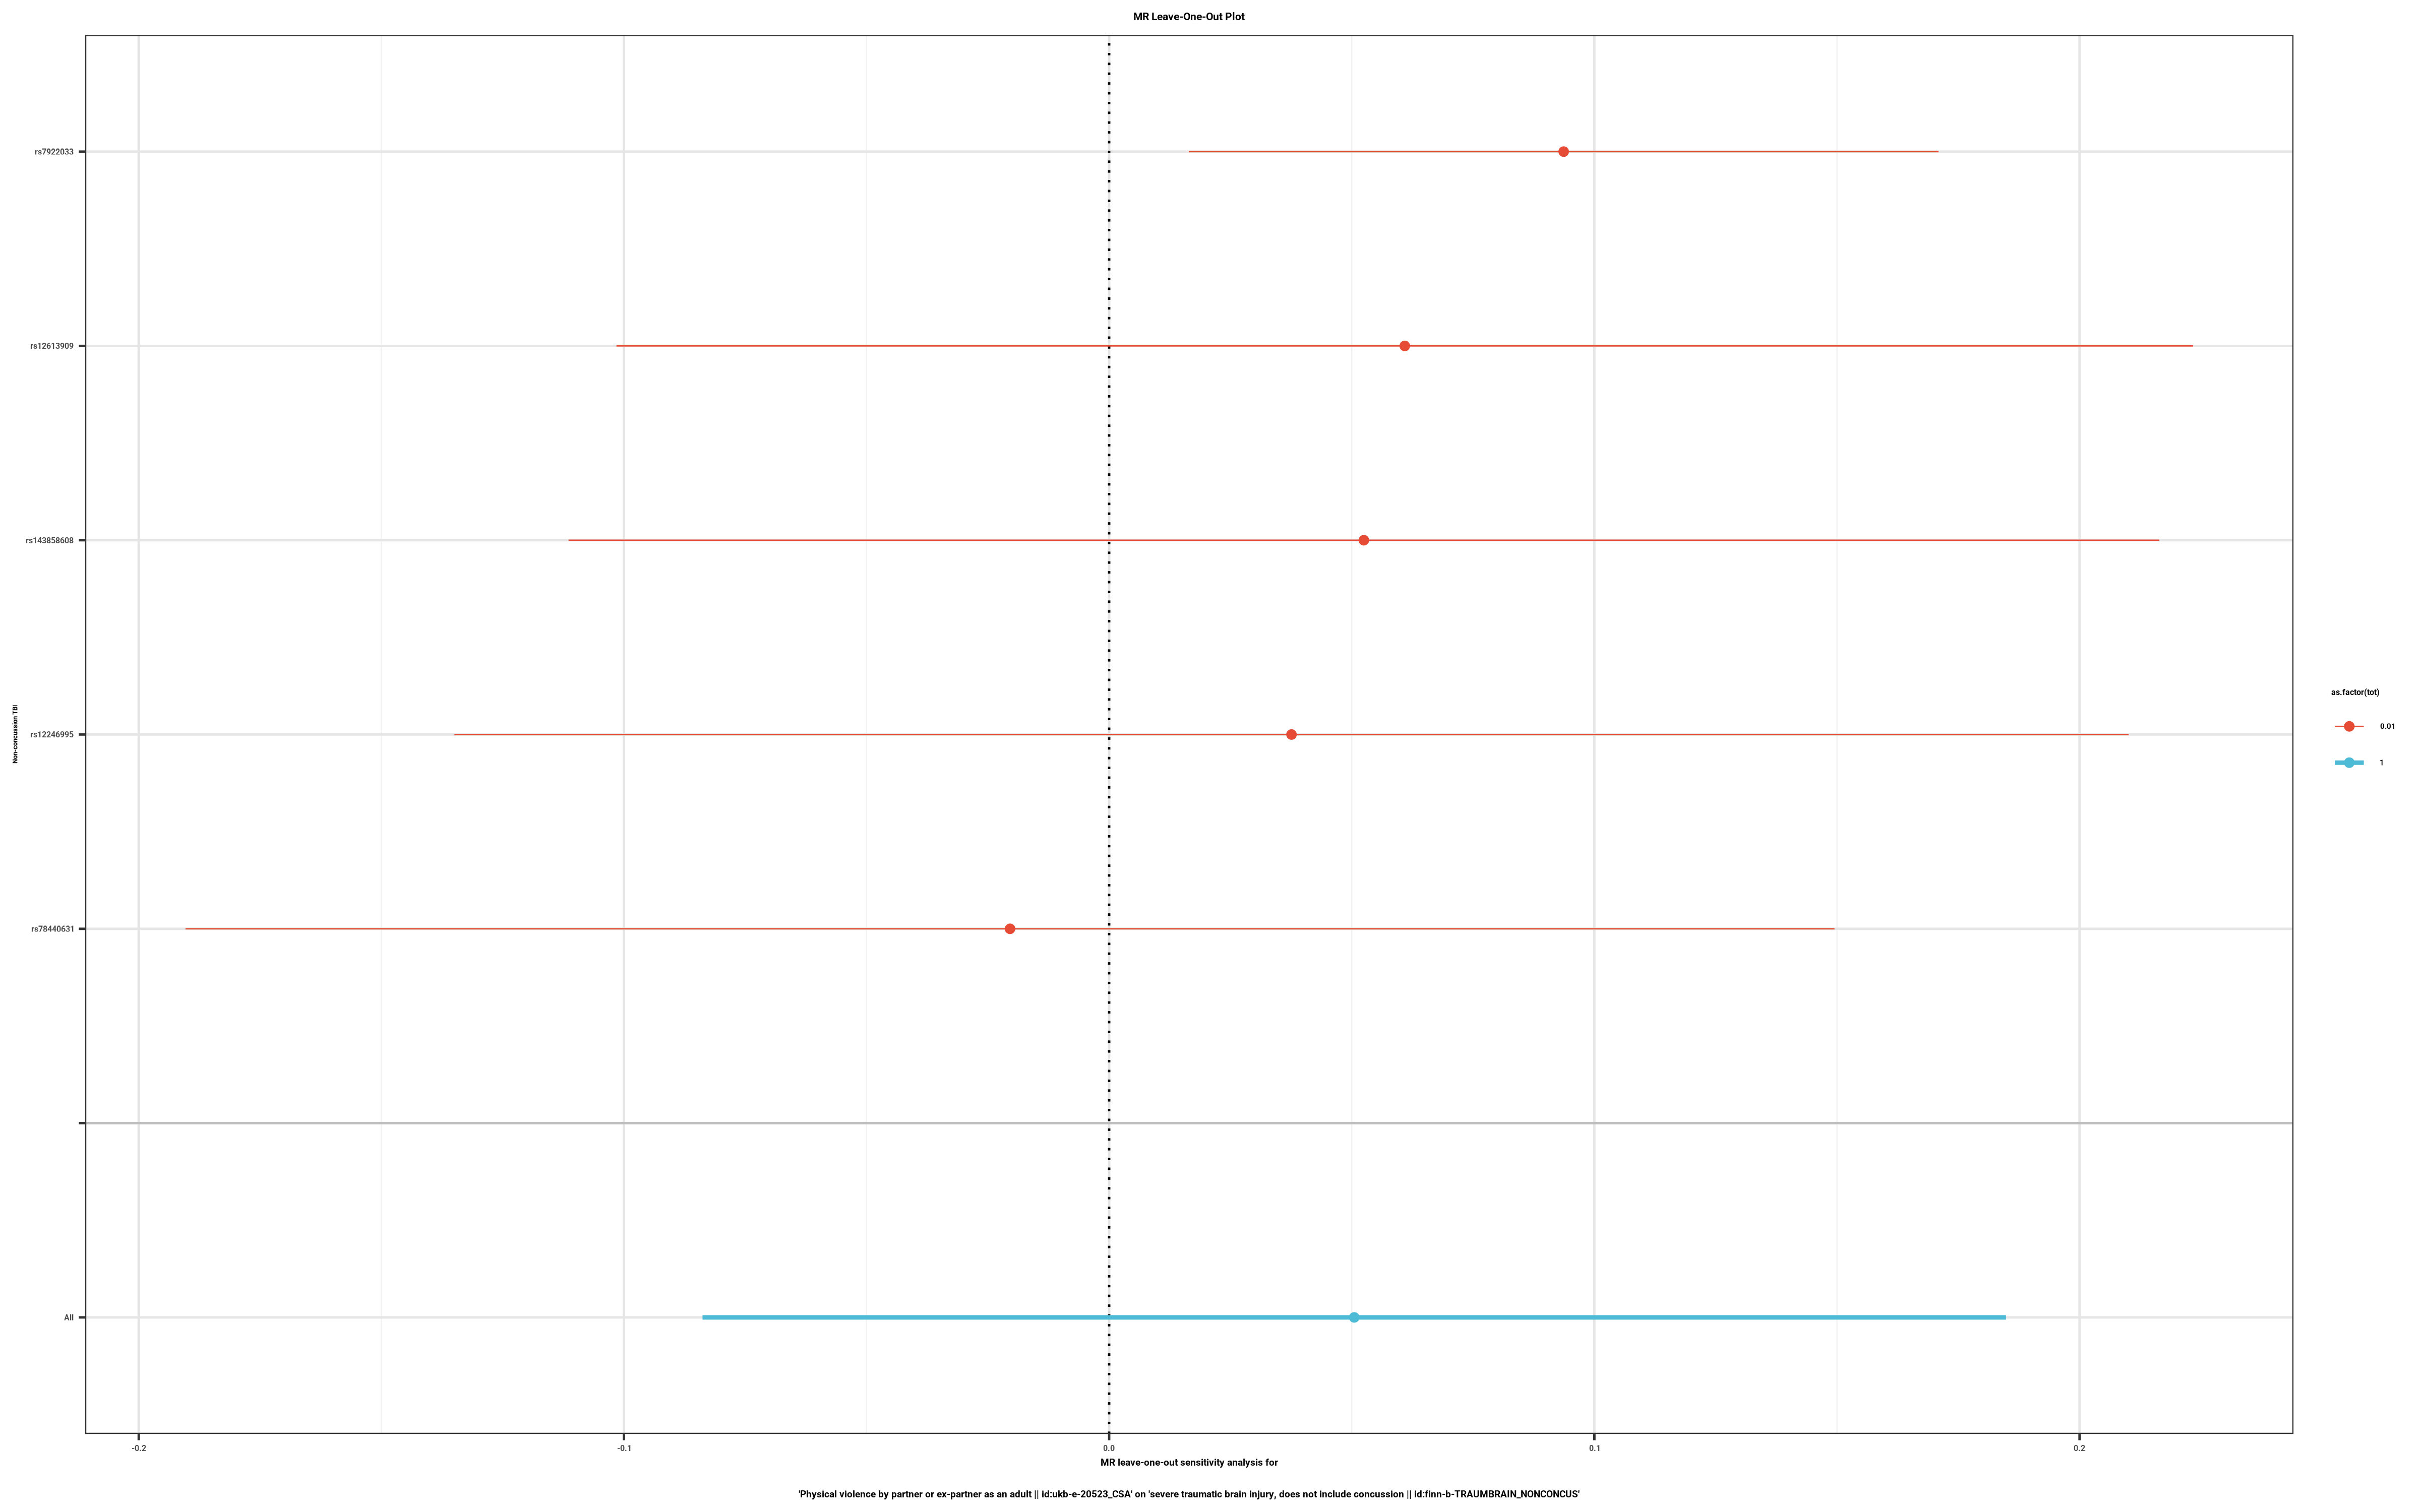 MR Leave-One-Out Plot
rs7922033
rs12613909
rs143858608
rs12246995
rs78440631
All
Non-concussion TBI
-0.2 -0.1 0.0 0.1 0.2
MR leave-one-out sensitivity analysis for
'Physical violence by partner or ex-partner as an adult || id:ukb-e-20523_CSA' on 'severe traumatic brain injury, does not include concussion || id:finn-b-TRAUMBRAIN_NONCONCUS'
as.factor(tot)
0.01
1